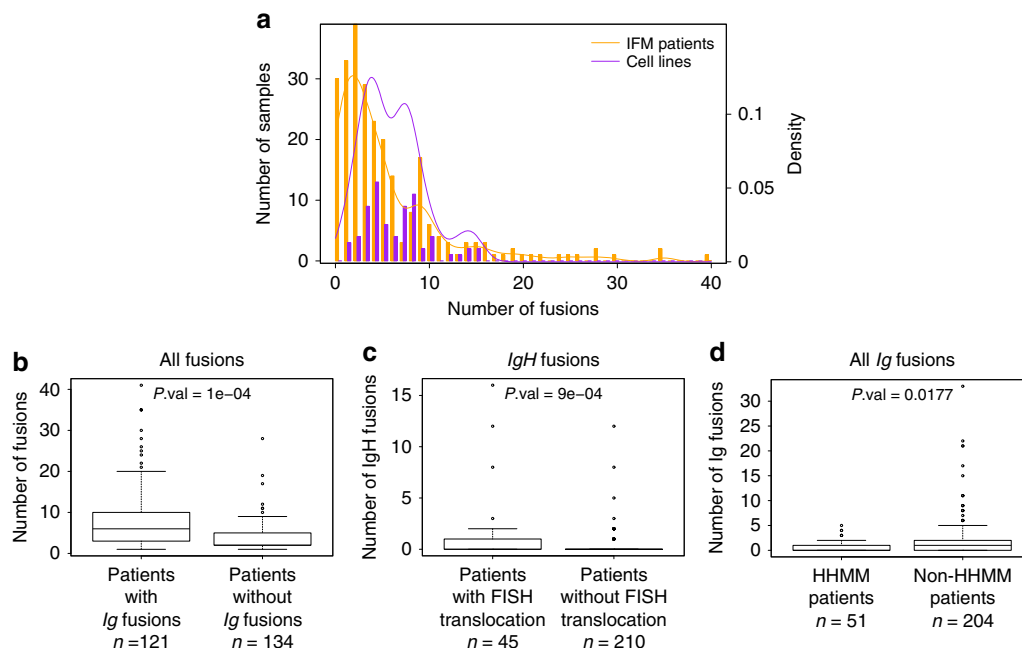 a
IFM patients
Cell lines
Number of samples
30
20
10
0
Density
0.1
0.05
0
0 10 20 30 40
Number of fusions
b
All fusions
P.val = 1e−04
Number of fusions
40
30
20
10
0
Patients with Ig fusions n =121
Patients without Ig fusions n = 134
c
IgH fusions
P.val = 9e−04
Number of IgH fusions
15
10
5
0
Patients with FISH translocation n = 45
Patients without FISH translocation n = 210
d
All Ig fusions
P.val = 0.0177
Number of Ig fusions
30
25
20
15
10
5
0
HHMM patients n = 51
Non-HHMM patients n = 204